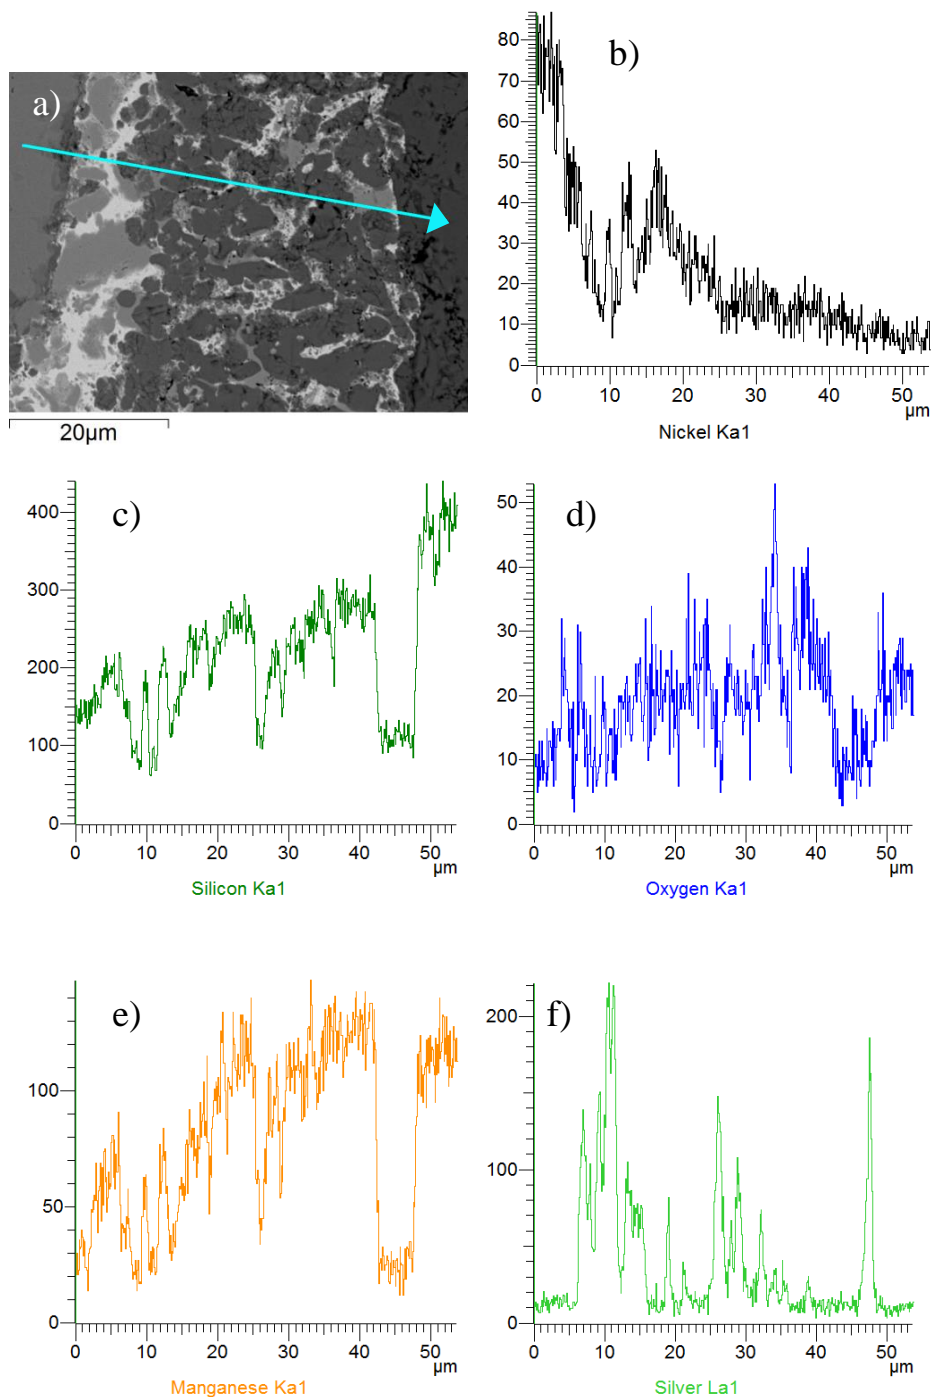 a)
20µm
b)
80
70
60
50
40
30
20
10
0
0 10 20 30 40 50
µm
Nickel Ka1
c)
400
300
200
100
0
0 10 20 30 40 50
µm
Silicon Ka1
d)
50
40
30
20
10
0
0 10 20 30 40 50
µm
Oxygen Ka1
e)
100
50
0
0 10 20 30 40 50
µm
Manganese Ka1
f)
200
100
0
0 10 20 30 40 50
µm
Silver La1